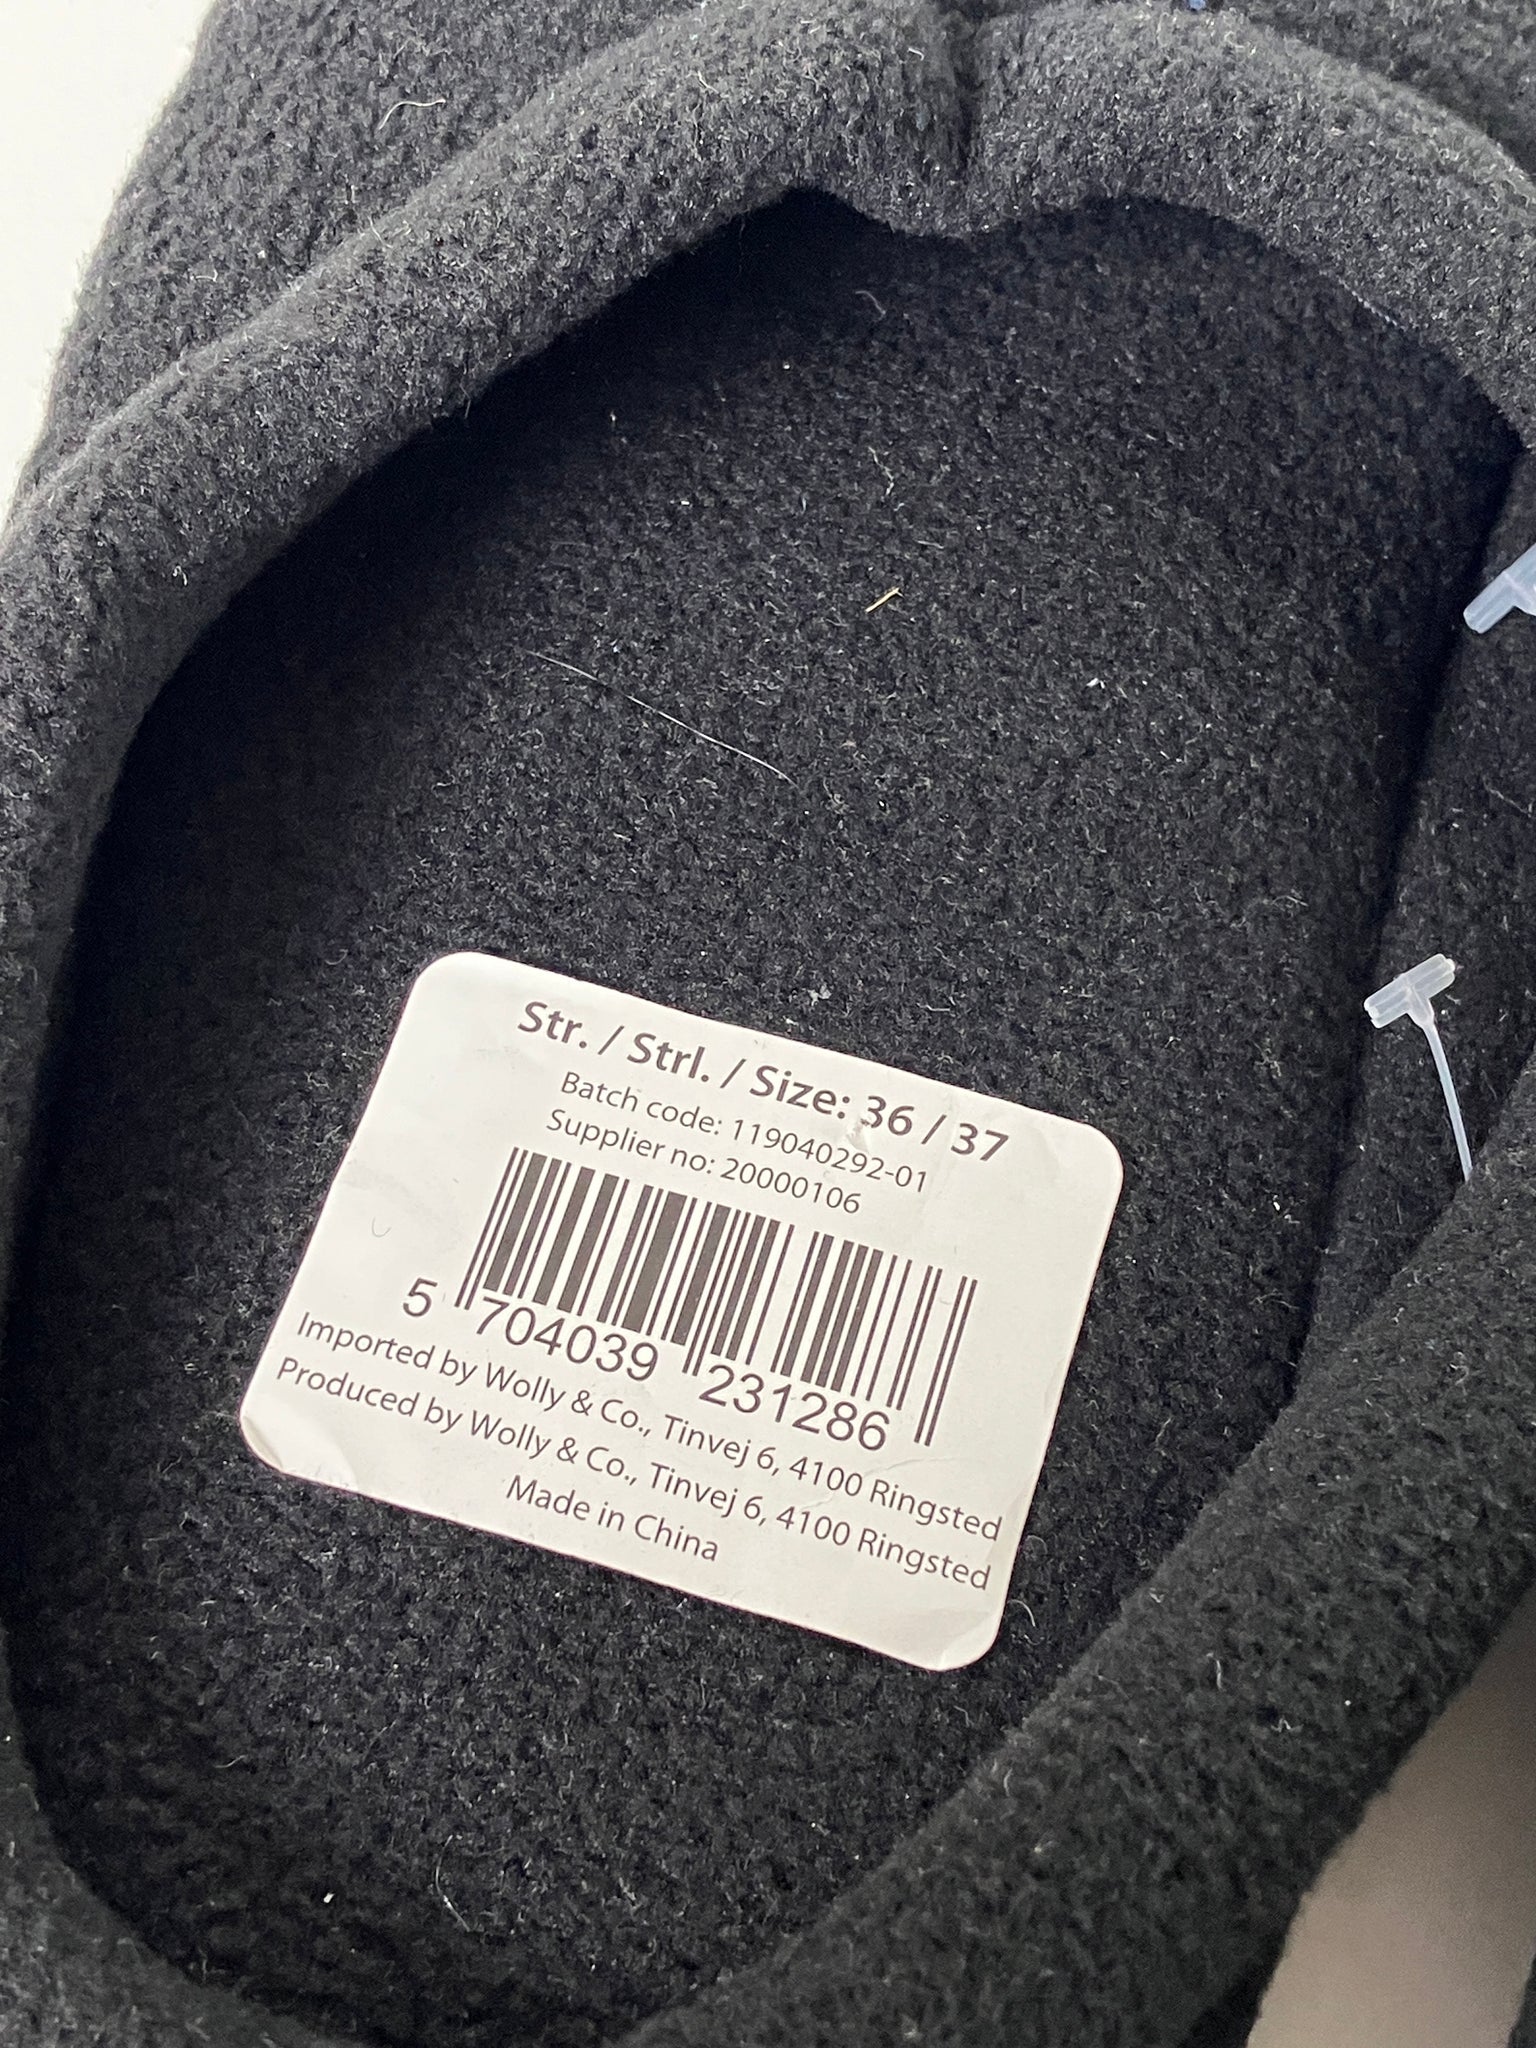 Str. / Strl. / Size: 36 / 37
Batch code: 119040292-01
Supplier no: 20000106
5 704039 231286
Imported by Wolly & Co., Tinvej 6, 4100 Ringsted
Produced by Wolly & Co., Tinvej 6, 4100 Ringsted
Made in China